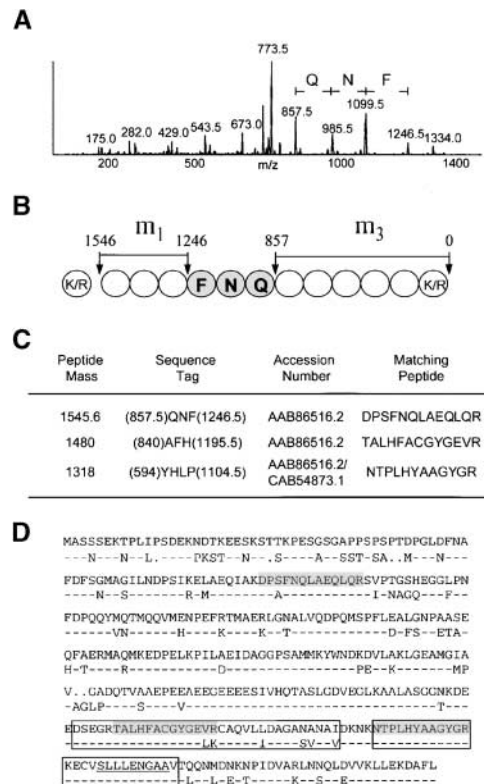 A
773.5
Q N F
1099.5
857.5
175.0 282.0 429.0 543.5 673.0 985.5 1246.5 1334.0
200 500 1000 1400
m/z
B
1546 m1 1246 857 m3 0
K/R F N Q K/R
C
Peptide Mass Sequence Tag Accession Number Matching Peptide
1545.6 (857.5)QNF(1246.5) AAB86516.2 DPSFNQLAEQLQR
1480 (840)AFH(1195.5) AAB86516.2 TALHFACGYGEVR
1318 (594)YHLP(1104.5) AAB86516.2/ CAB54873.1 NTPLHYAAGYGR
D
MASSSEKTPLIPSDEKNDTKEESKSTTKPESGSGAPPSPSPTDPGLDFNA
FDFSGMAGILNDPSIKELAEQIAKDPSFNQLAEQLQRSVPTGSHEGGLPN
FDPQQYMQTMQQVMENPEFRTMAERLGNALVQDPQMSPFLEALGNPAASE
QFAERMAQMKEDPELKPILAEIDAGGPSAMMKYWNDKDVLAKLGEAMGIA
V..GADQTVAAEPEEAEEGEEEESIVHQTASLGDVEGLKAALASGGNKDE
EDSEGRTALHFACGYGEVRCAQVLLDAGANANAIDKNKNTPLHYAAGYGR
KECVSLLLENGAAVTQQNMDNKNPIDVARLNNQLDVVKLLEKDAFL